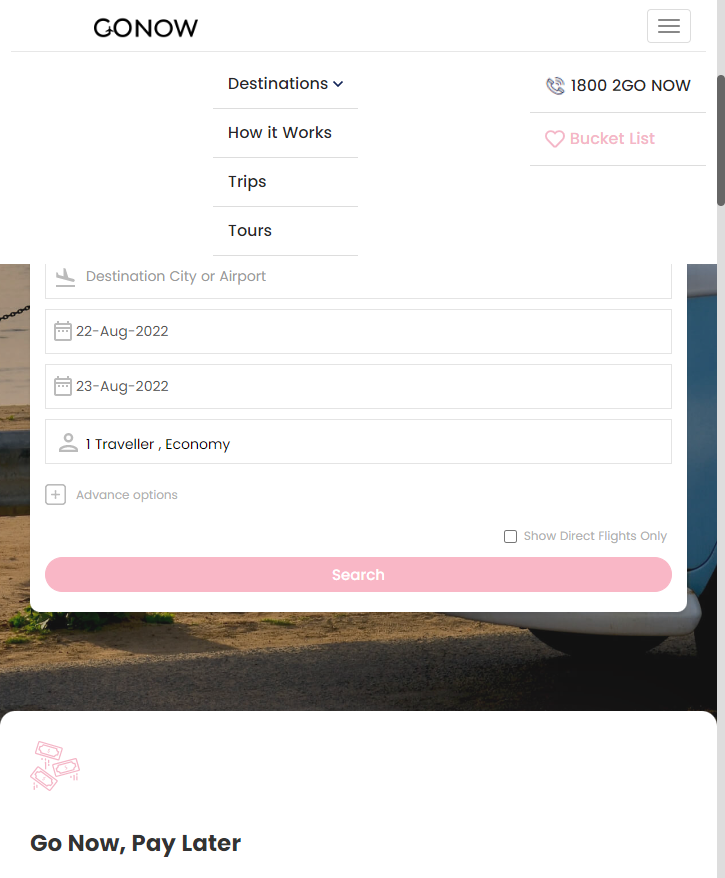 GONOW
Destinations
How it Works
Trips
Tours
1800 2GO NOW
Bucket List
Destination City or Airport
22-Aug-2022
23-Aug-2022
1 Traveller , Economy
Advance options
Show Direct Flights Only
Search
Go Now, Pay Later